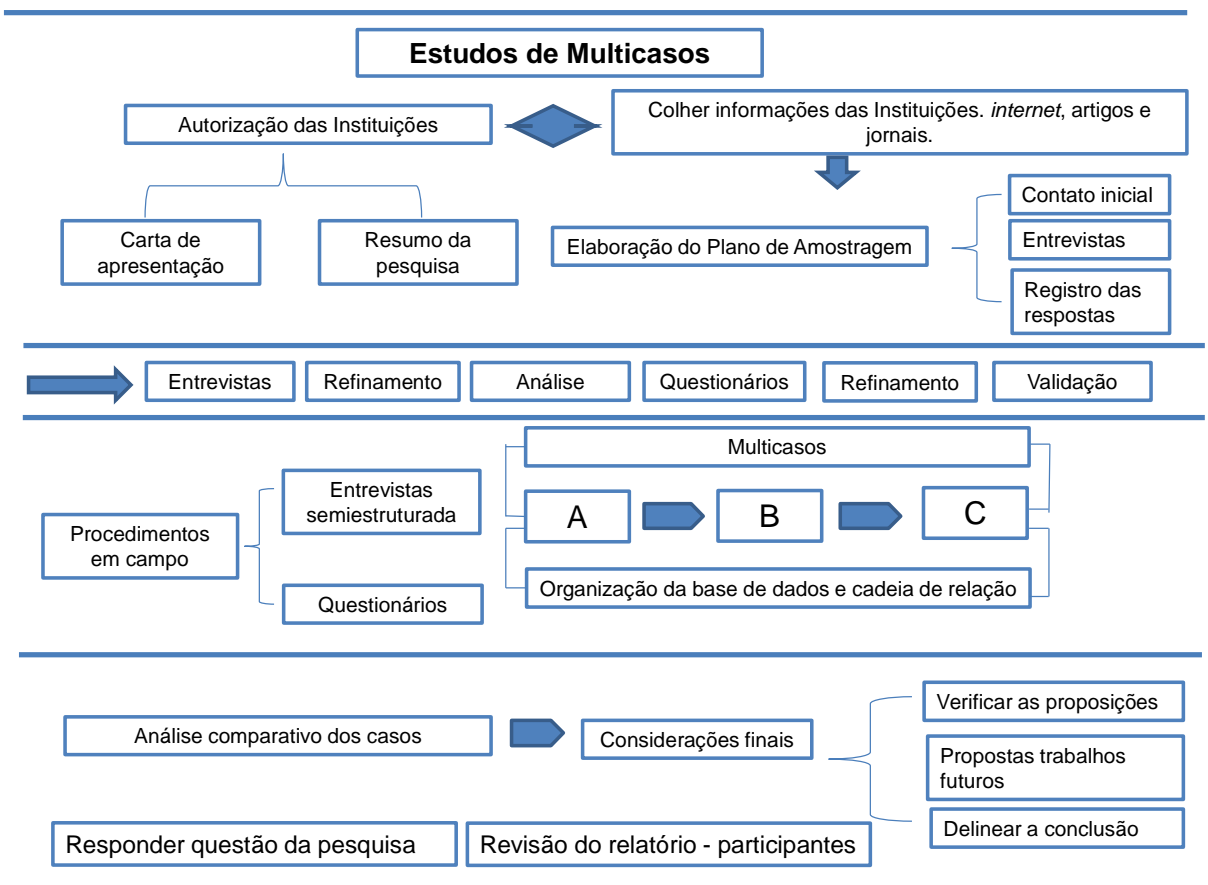 Estudos de Multicasos
Autorização das Instituições
Colher informações das Instituições. internet, artigos e
jornais.
Carta de
apresentação
Resumo da
pesquisa
Elaboração do Plano de Amostragem
Contato inicial
Entrevistas
Registro das
respostas
Entrevistas
Refinamento
Análise
Questionários
Refinamento
Validação
Procedimentos
em campo
Entrevistas
semiestruturada
Questionários
Multicasos
A
B
C
Organização da base de dados e cadeia de relação
Análise comparativo dos casos
Considerações finais
Verificar as proposições
Propostas trabalhos
futuros
Delinear a conclusão
Responder questão da pesquisa
Revisão do relatório - participantes